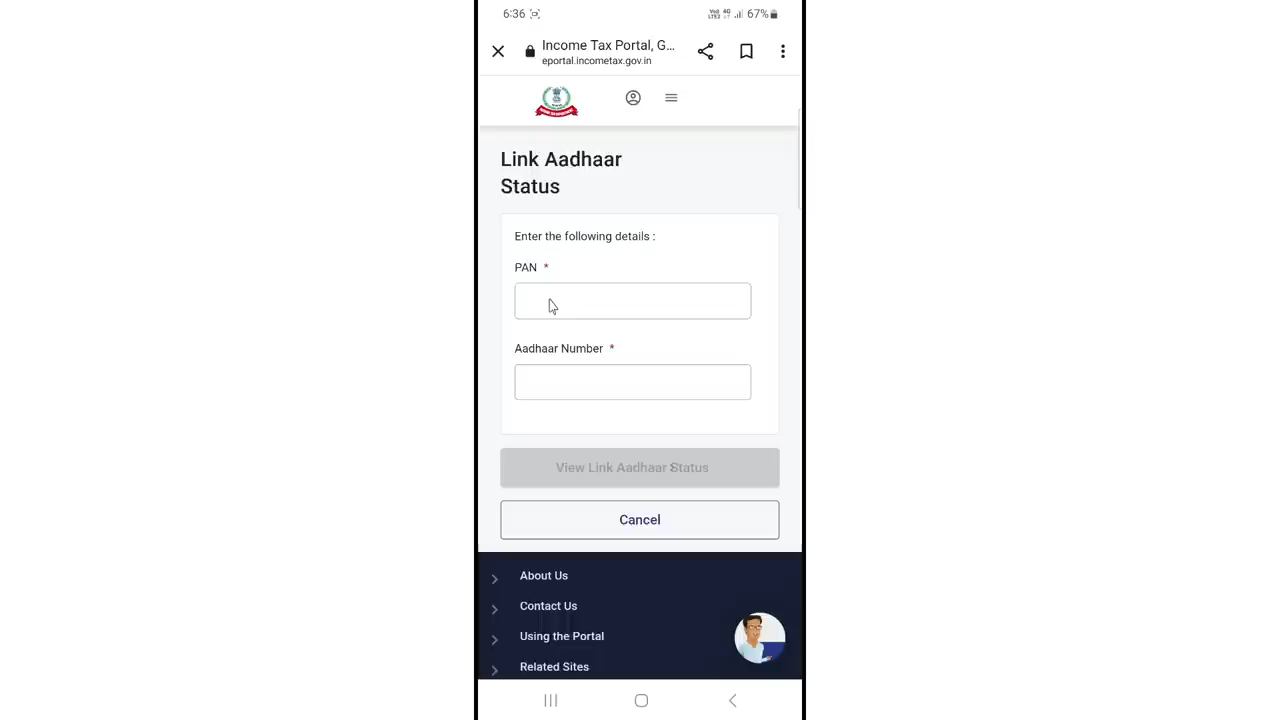 6:36
67%
Income Tax Portal, G...
eportal.incometax.gov.in
Link Aadhaar
Status
Enter the following details :
PAN *
Aadhaar Number *
View Link Aadhaar Status
Cancel
About Us
Contact Us
Using the Portal
Related Sites